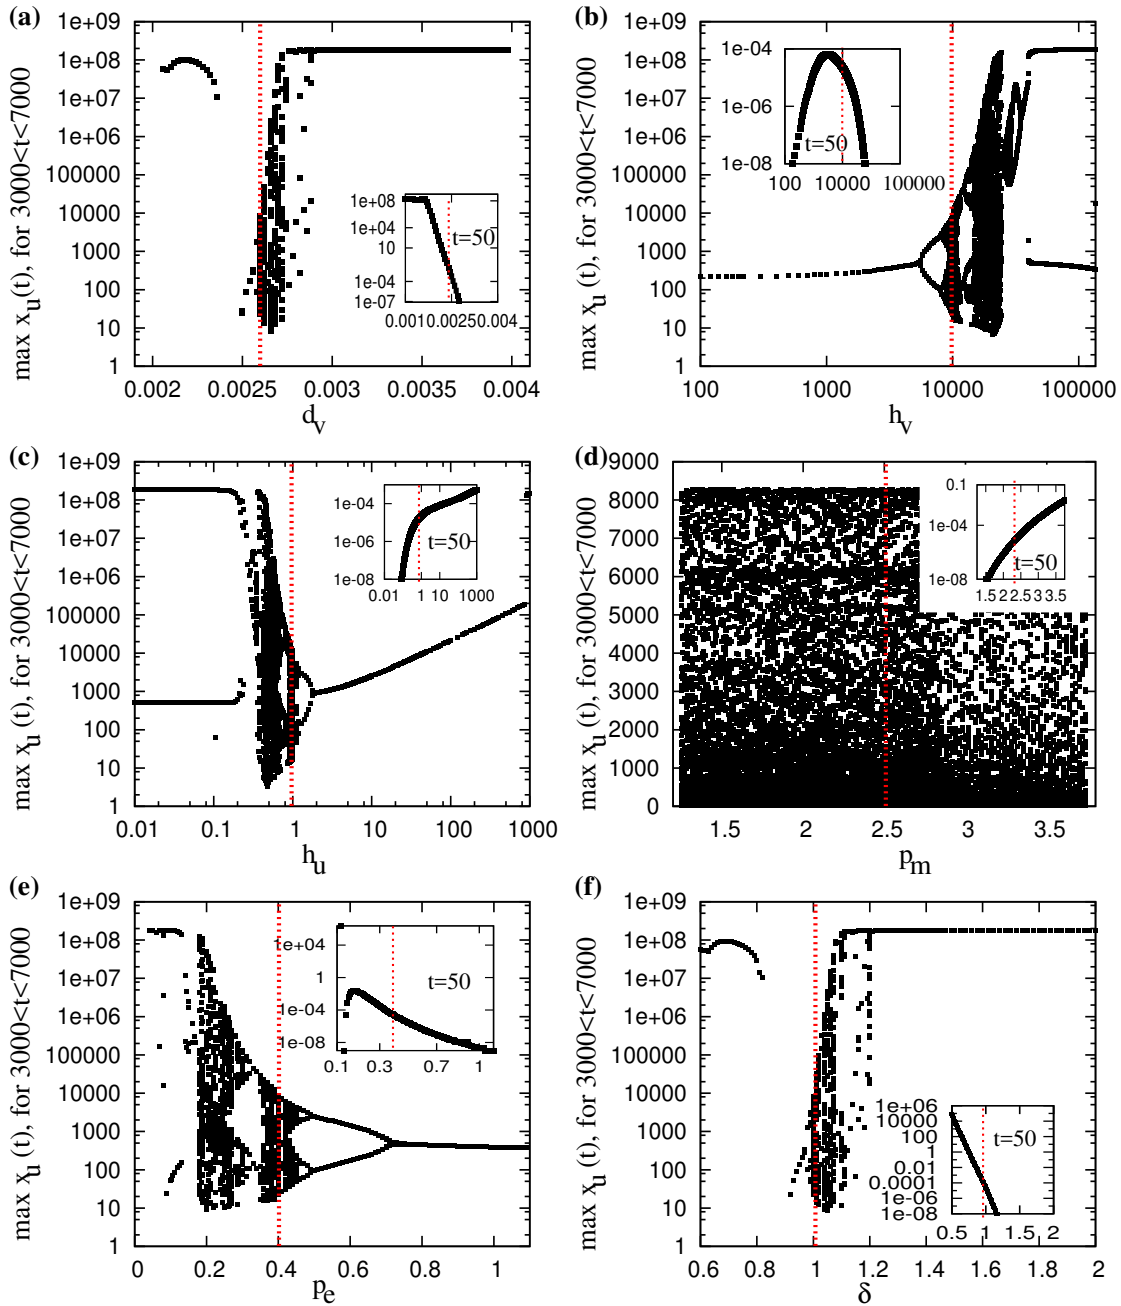 (a)
max x_u(t), for 3000<t<7000
1e+09
1e+08
1e+07
1e+06
100000
10000
1000
100
10
1
0.002 0.0025 0.003 0.0035 0.004
d_v
1e+08
1e+04
10
1e-04
1e-07
0.001 0.0025 0.004
t=50
(b)
max x_u(t), for 3000<t<7000
1e+09
1e+08
1e+07
1e+06
100000
10000
1000
100
10
1
100 1000 10000 100000
h_v
1e-04
1e-06
1e-08
100 10000 100000
t=50
(c)
max x_u(t), for 3000<t<7000
1e+09
1e+08
1e+07
1e+06
100000
10000
1000
100
10
1
0.01 0.1 1 10 100 1000
h_u
1e-04
1e-06
1e-08
0.01 1 1000
t=50
(d)
max x_u(t), for 3000<t<7000
9000
8000
7000
6000
5000
4000
3000
2000
1000
0
1.5 2 2.5 3 3.5
p_m
0.1
1e-04
1e-08
1.5 2 2.5 3 3.5
t=50
(e)
max x_u(t), for 3000<t<7000
1e+09
1e+08
1e+07
1e+06
100000
10000
1000
100
10
1
0 0.2 0.4 0.6 0.8 1
p_e
1e+04
1
1e-04
1e-08
0.1 0.3 0.7 1
t=50
(f)
max x_u(t), for 3000<t<7000
1e+09
1e+08
1e+07
1e+06
100000
10000
1000
100
10
1
0.6 0.8 1 1.2 1.4 1.6 1.8 2
δ
1e+06
10000
100
1
0.01
0.0001
1e-06
1e-08
0.5 1 1.5 2
t=50